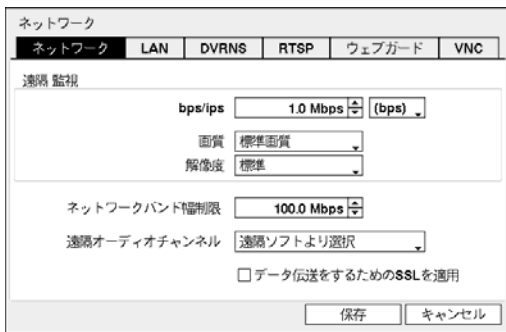 ネットワーク
ネットワーク LAN DVRNS RTSP ウェブガード VNC
遠隔 監視
bps/ips 1.0 Mbps (bps)
画質 標準画質
解像度 標準
ネットワークバンド幅制限 100.0 Mbps
遠隔オーディオチャンネル 遠隔ソフトより選択
データ伝送をするためのSSLを適用
保存 キャンセル